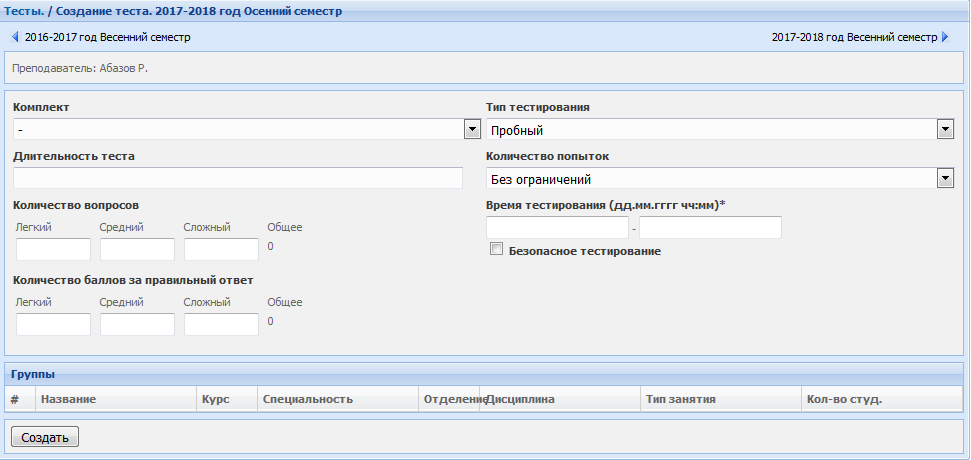 Тесты. / Создание теста. 2017-2018 год Осенний семестр
2016-2017 год Весенний семестр 2017-2018 год Весенний семестр
Преподаватель: Абазов Р.
Комплект Тип тестирования
- Пробный
Длительность теста Количество попыток
Без ограничений
Количество вопросов Время тестирования (дд.мм.гггг чч:мм)*
Легкий Средний Сложный Общее
0 -
Безопасное тестирование
Количество баллов за правильный ответ
Легкий Средний Сложный Общее
0
Группы
# Название Курс Специальность Отделение Дисциплина Тип занятия Кол-во студ.
Создать